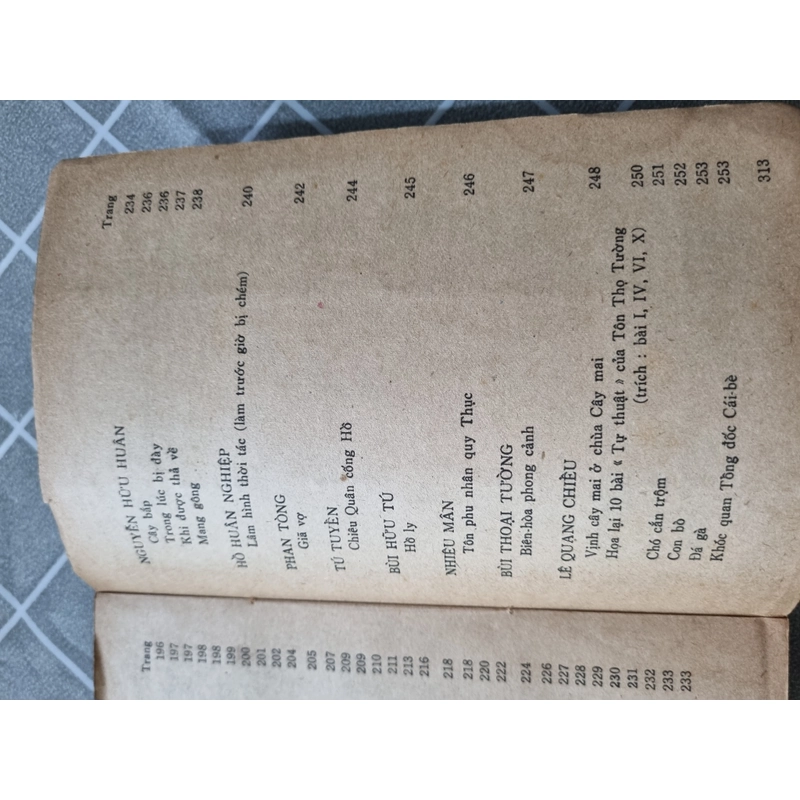 Trang
196
197
197
198
198
199
200
201
202
204
205
207
209
209
210
211
213
216
218
218
220
222
224
226
227
228
229
230
231
232
233
233
Trang
NGUYỄN HỮU HUÂN 234
Cây bắp 236
Trong lúc bị đày 236
Khi được thả về 237
Mang gông 238
HỒ HUÂN NGHIỆP
Lâm hình thời tác (làm trước giờ bị chém) 240
PHAN TÒNG
Giã vợ 242
TÚ TUYÊN
Chiêu Quân cống Hồ 244
BÙI HỮU TÚ
Hồ ly 245
NHIÊU MÂN
Tôn phu nhân quy Thục 246
BÙI THOẠI TƯỜNG
Biên-hòa phong cảnh 247
LÊ QUANG CHIỂU
Vịnh cây mai ở chùa Cây mai 248
Họa lại 10 bài « Tự thuật » của Tôn Thọ Tường
(trích : bài I, IV, VI, X) 250
Chó cắn trộm 251
Con bò 252
Đá gà 253
Khóc quan Tổng đốc Cái-bè 253
313